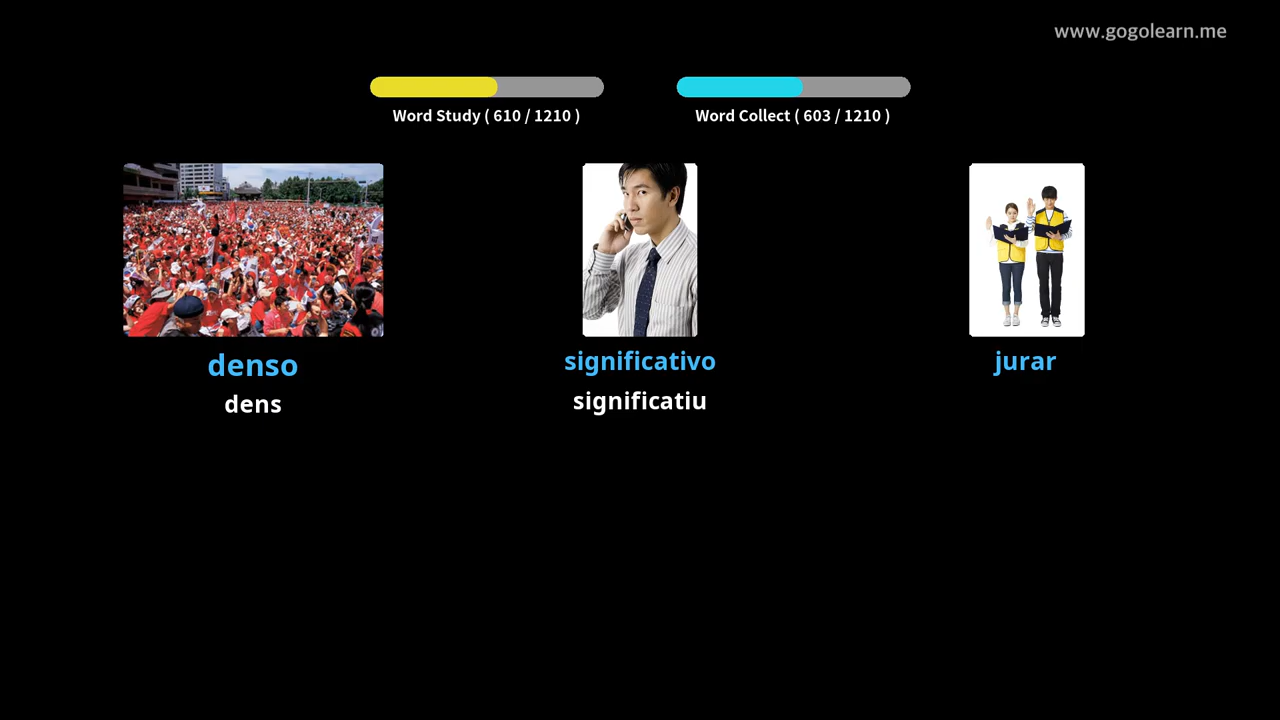 www.gogolearn.me
Word Study ( 610 / 1210 )
Word Collect ( 603 / 1210 )
denso
dens
significativo
significatiu
jurar